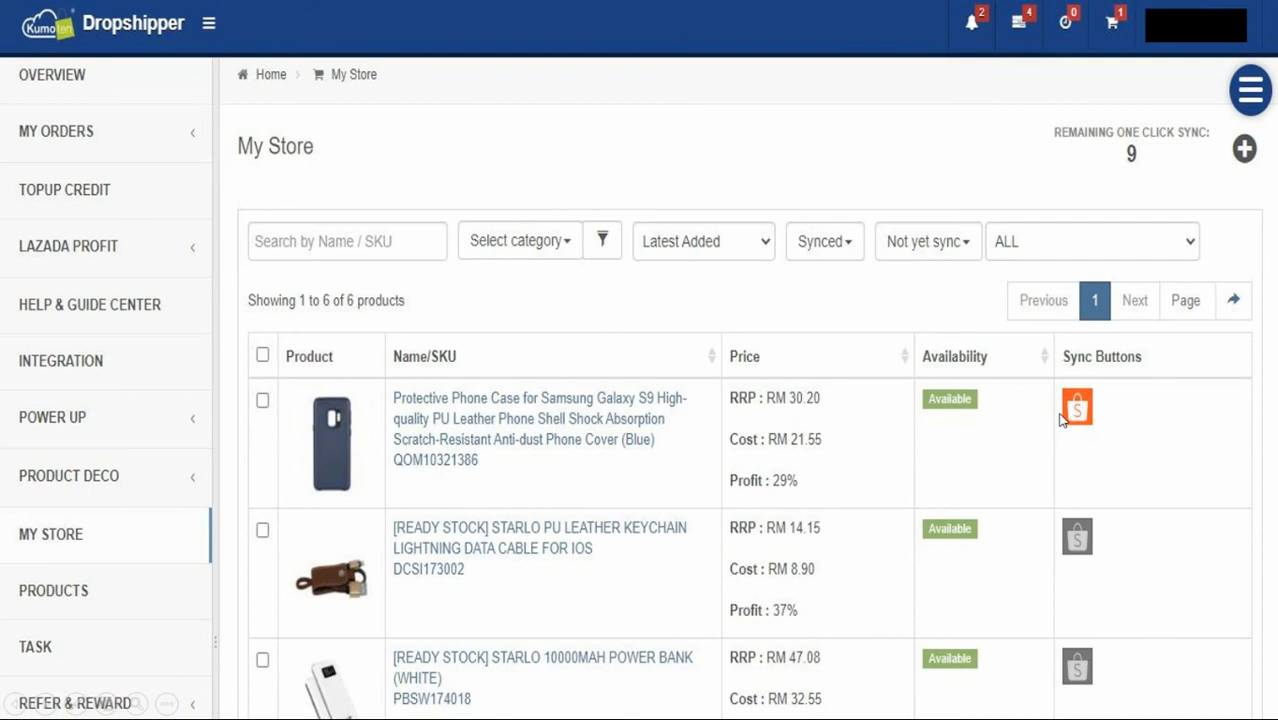 Kumoten Dropshipper
2 4 0 1
OVERVIEW
MY ORDERS
TOPUP CREDIT
LAZADA PROFIT
HELP & GUIDE CENTER
INTEGRATION
POWER UP
PRODUCT DECO
MY STORE
PRODUCTS
TASK
REFER & REWARD
Home My Store
My Store
REMAINING ONE CLICK SYNC:
9
Search by Name / SKU Select category Latest Added Synced Not yet sync ALL
Showing 1 to 6 of 6 products
Previous 1 Next Page
Product Name/SKU Price Availability Sync Buttons
Protective Phone Case for Samsung Galaxy S9 High-
quality PU Leather Phone Shell Shock Absorption
Scratch-Resistant Anti-dust Phone Cover (Blue)
QOM10321386
RRP : RM 30.20
Cost : RM 21.55
Profit : 29%
Available
S
[READY STOCK] STARLO PU LEATHER KEYCHAIN
LIGHTNING DATA CABLE FOR IOS
DCSI173002
RRP : RM 14.15
Cost : RM 8.90
Profit : 37%
Available
S
[READY STOCK] STARLO 10000MAH POWER BANK
(WHITE)
PBSW174018
RRP : RM 47.08
Cost : RM 32.55
Available
S